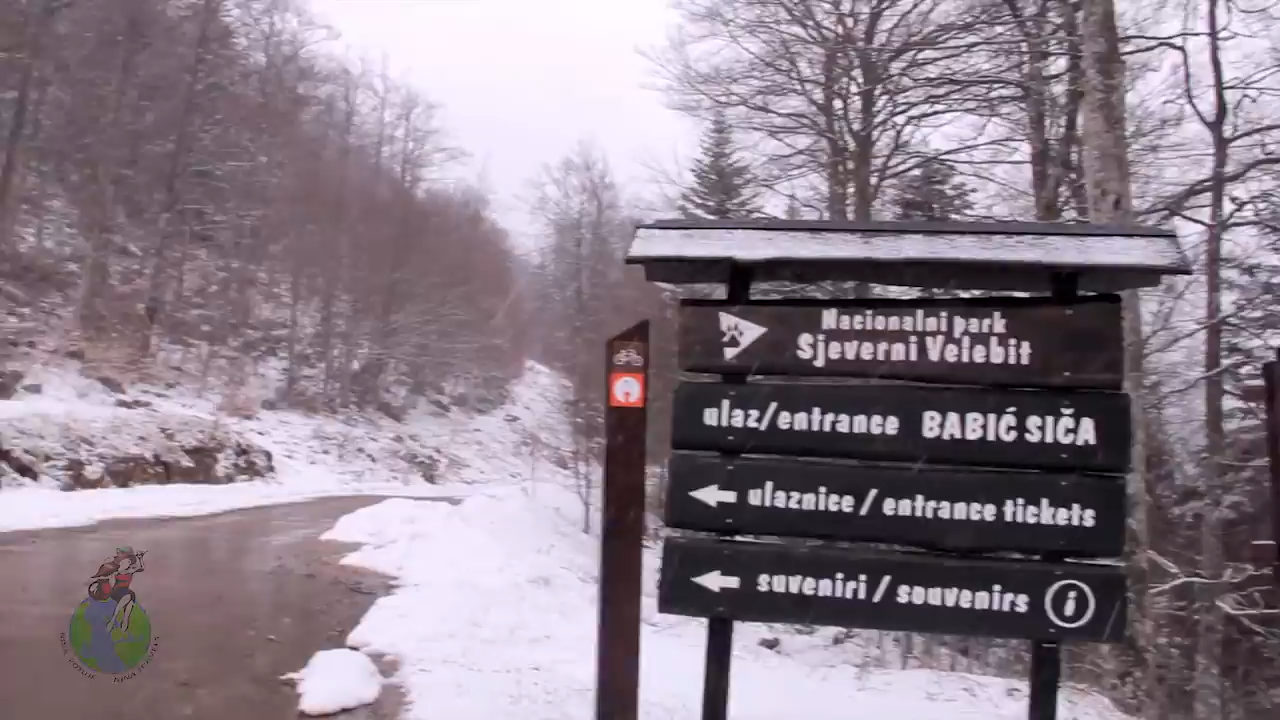 Nacionalni park
Sjeverni Velebit
ulaz/entrance BABIĆ SIČA
ulaznice / entrance tickets
suveniri / souvenirs i